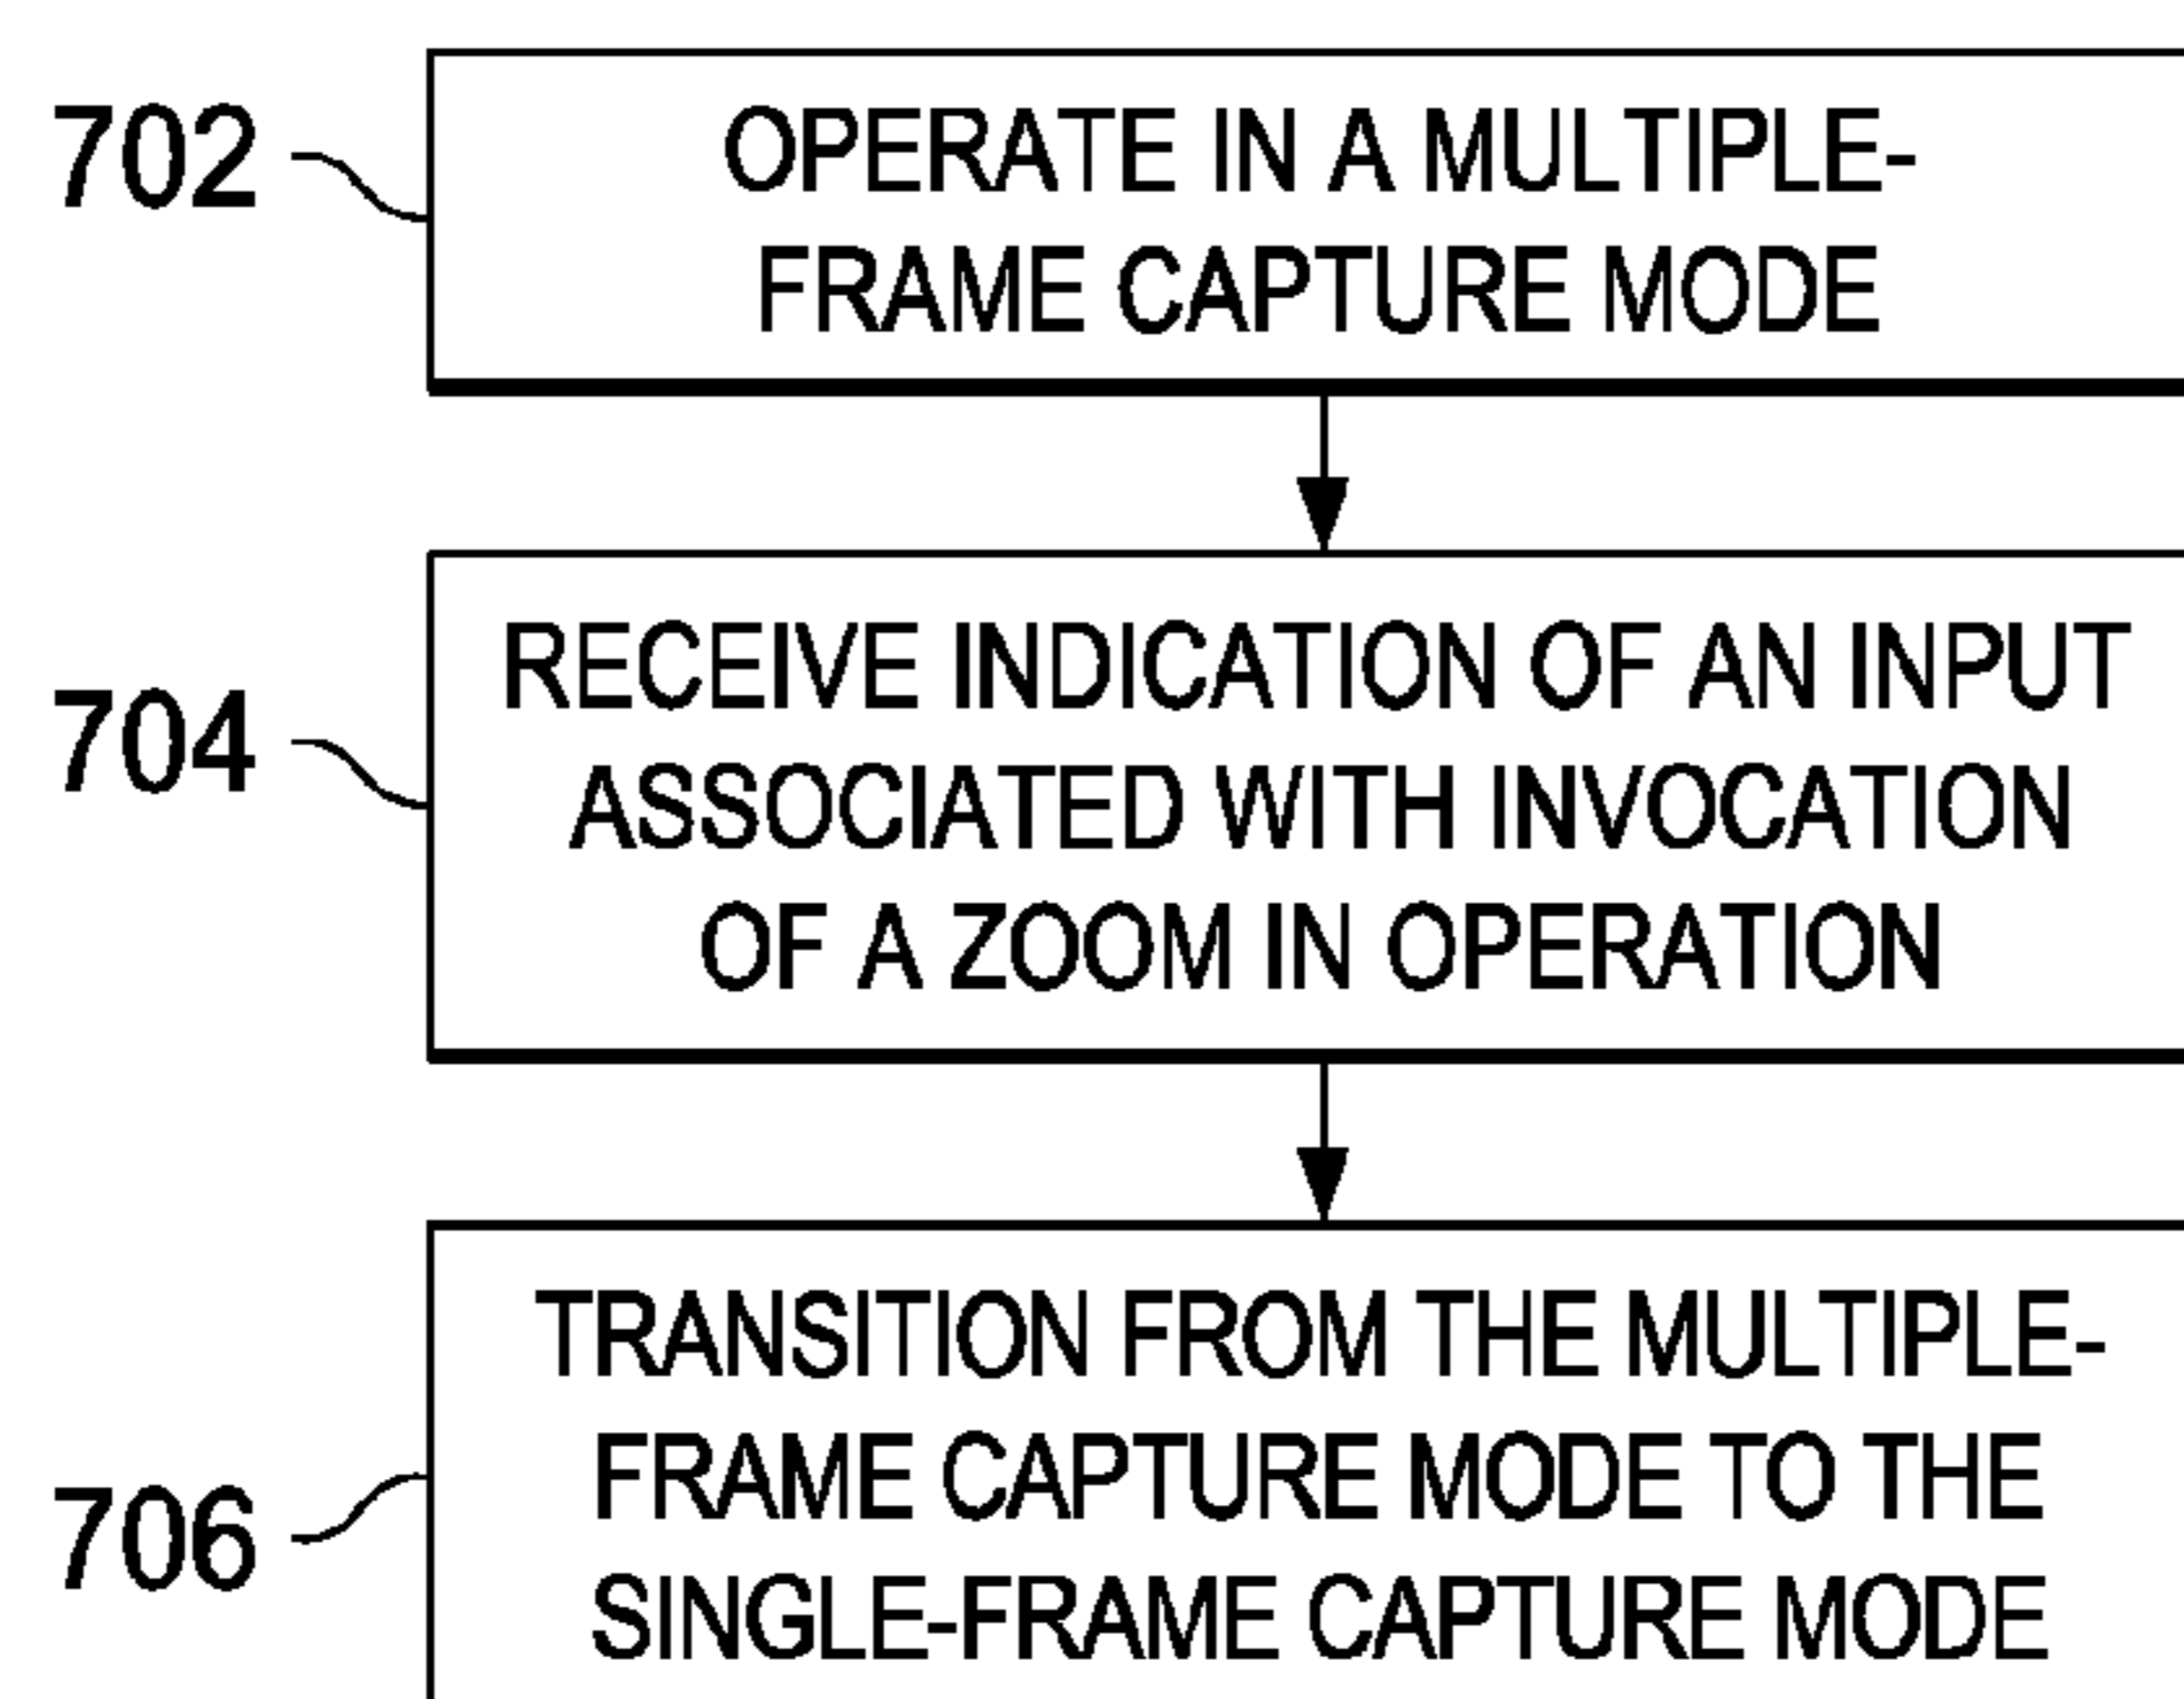 702
OPERATE IN A MULTIPLE-
FRAME CAPTURE MODE
704
RECEIVE INDICATION OF AN INPUT
ASSOCIATED WITH INVOCATION
OF A ZOOM IN OPERATION
706
TRANSITION FROM THE MULTIPLE-
FRAME CAPTURE MODE TO THE
SINGLE-FRAME CAPTURE MODE